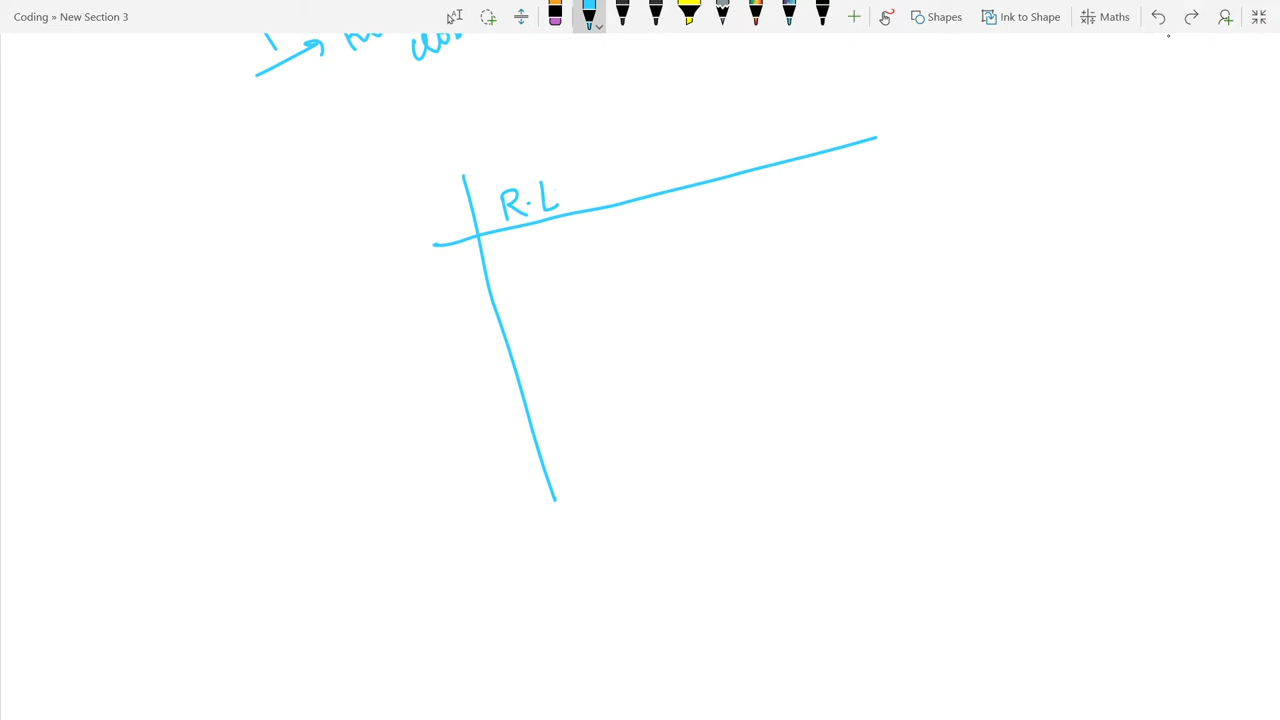 Coding » New Section 3
Shapes
Ink to Shape
Maths
R.L